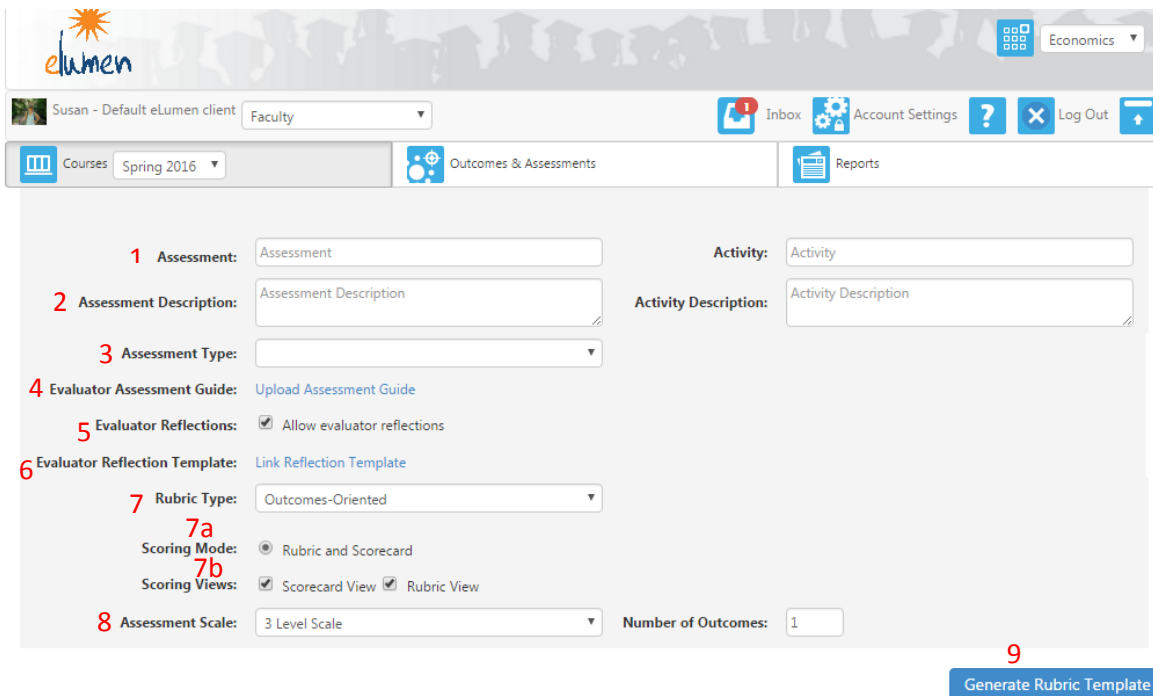 elumen
Economics
Susan - Default eLumen client Faculty 1 Inbox Account Settings ? Log Out
Courses Spring 2016 Outcomes & Assessments Reports
1 Assessment: Assessment Activity: Activity
2 Assessment Description: Assessment Description Activity Description: Activity Description
3 Assessment Type:
4 Evaluator Assessment Guide: Upload Assessment Guide
5 Evaluator Reflections: Allow evaluator reflections
6 Evaluator Reflection Template: Link Reflection Template
7 Rubric Type: Outcomes-Oriented
7a
Scoring Mode: Rubric and Scorecard
7b
Scoring Views: Scorecard View Rubric View
8 Assessment Scale: 3 Level Scale Number of Outcomes: 1
9
Generate Rubric Template